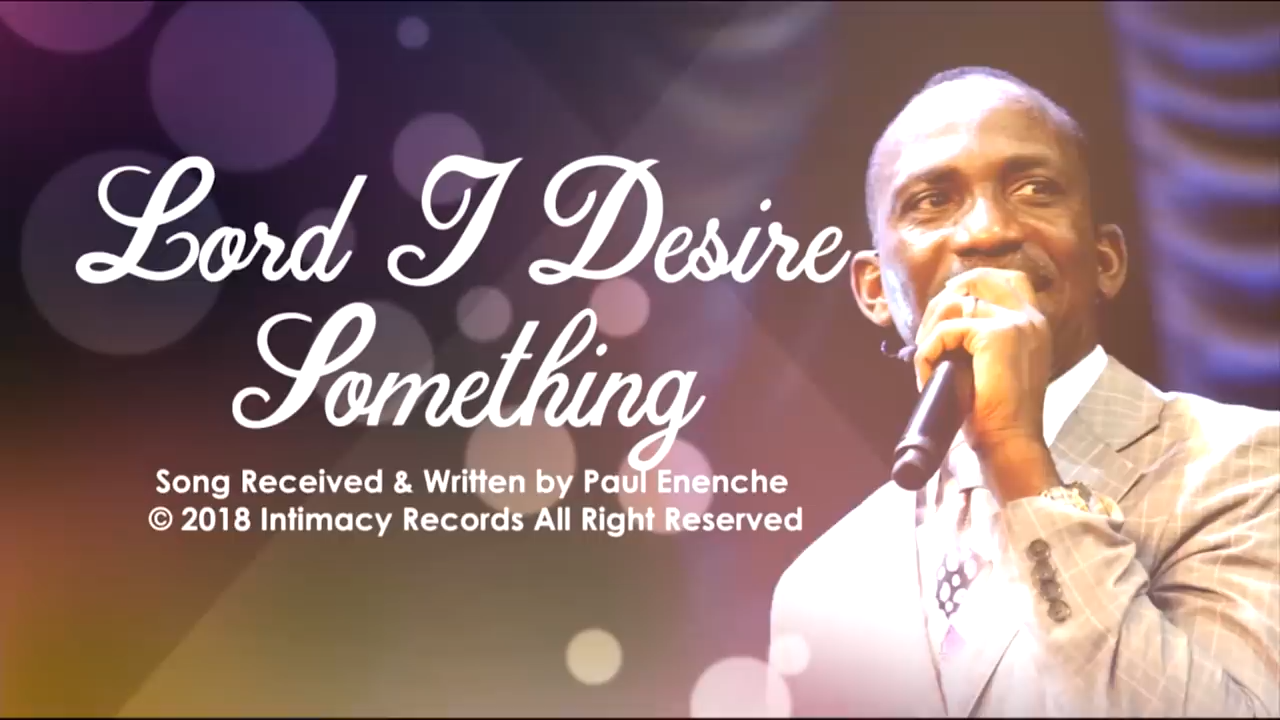 Lord I Desire
Something
Song Received & Written by Paul Enenche
© 2018 Intimacy Records All Right Reserved